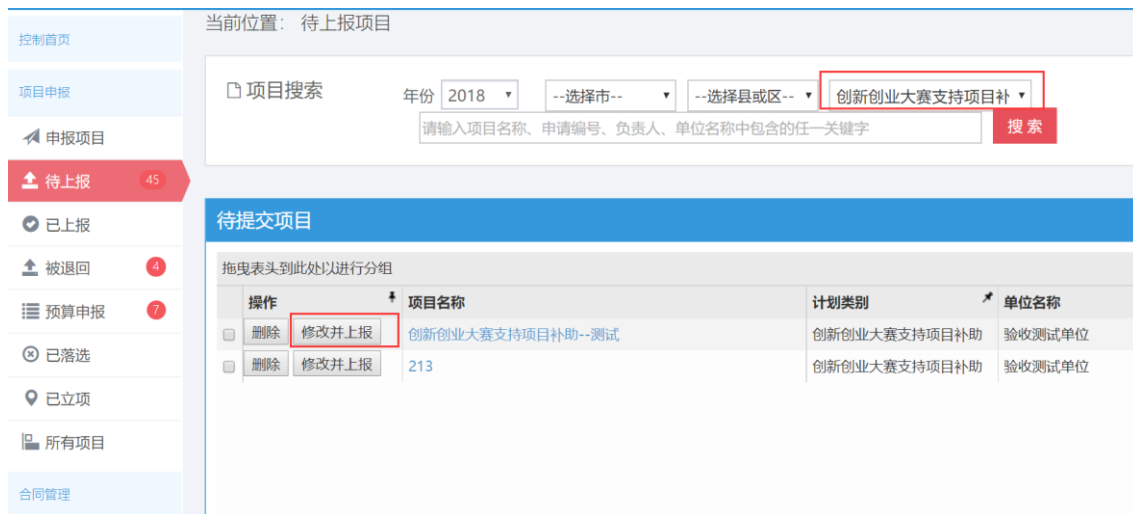 控制首页
项目申报
申报项目
待上报 45
已上报
被退回 4
预算申报 7
已落选
已立项
所有项目
合同管理
当前位置： 待上报项目
项目搜索 年份 2018 --选择市-- --选择县或区-- 创新创业大赛支持项目补
请输入项目名称、申请编号、负责人、单位名称中包含的任一关键字 搜 索
待提交项目
拖曳表头到此处以进行分组
操作 项目名称 计划类别 单位名称
删除 修改并上报 创新创业大赛支持项目补助--测试 创新创业大赛支持项目补助 验收测试单位
删除 修改并上报 213 创新创业大赛支持项目补助 验收测试单位